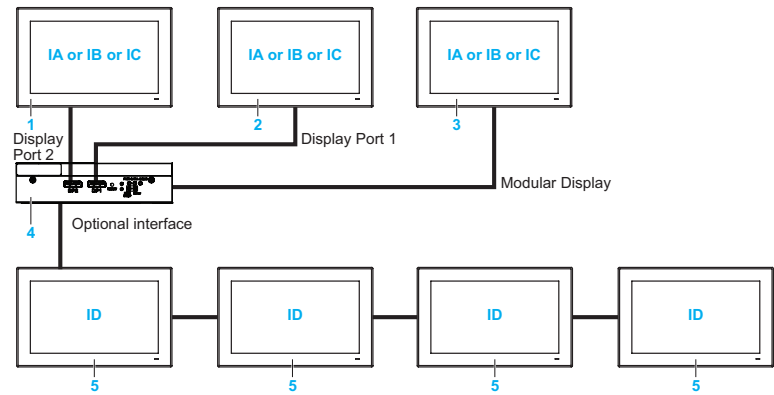 IA or IB or IC
IA or IB or IC
IA or IB or IC
1
2
3
Display
Port 2
Display Port 1
Modular Display
4
Optional interface
ID
ID
ID
ID
5
5
5
5